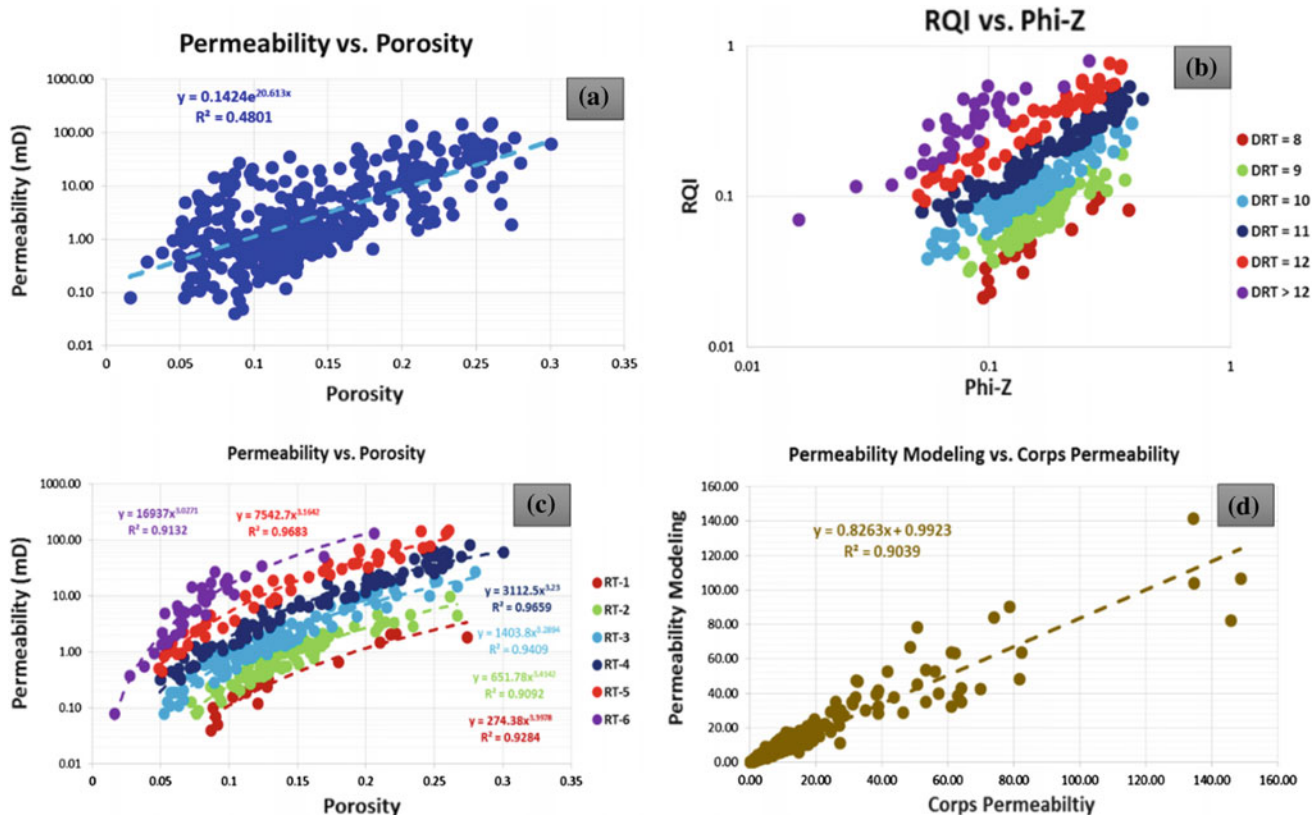 Permeability vs. Porosity
(a)
y = 0.1424e^20.613x
R² = 0.4801
Permeability (mD)
1000.00
100.00
10.00
1.00
0.10
0.01
0 0.05 0.1 0.15 0.2 0.25 0.3 0.35
Porosity
RQI vs. Phi-Z
(b)
RQI
1
0.1
0.01
0.01 0.1 1
Phi-Z
DRT = 8
DRT = 9
DRT = 10
DRT = 11
DRT = 12
DRT > 12
Permeability vs. Porosity
(c)
Permeability (mD)
1000.00
100.00
10.00
1.00
0.10
0.01
0 0.05 0.1 0.15 0.2 0.25 0.3 0.35
Porosity
y = 16937x^3.0271
R² = 0.9132
y = 7542.7x^3.1642
R² = 0.9683
y = 3112.5x^3.23
R² = 0.9659
y = 1403.8x^3.2894
R² = 0.9409
R² = 0.9092
R² = 0.9284
RT-1
RT-2
RT-3
RT-4
RT-5
RT-6
Permeability Modeling vs. Corps Permeability
(d)
y = 0.8263x + 0.9923
R² = 0.9039
Permeability Modeling
160.00
140.00
120.00
100.00
80.00
60.00
40.00
20.00
0.00
0.00 20.00 40.00 60.00 80.00 100.00 120.00 140.00 160.00
Corps Permeabiltiy